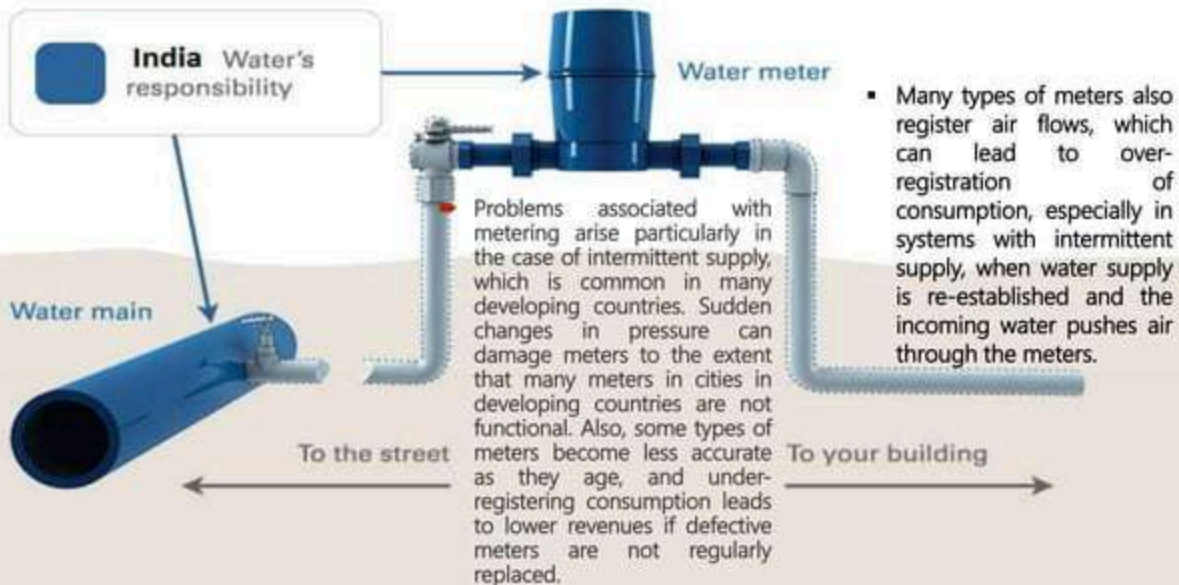 India Water's
responsibility
Water meter
Water main
To the street
To your building
Problems associated with
metering arise particularly in
the case of intermittent supply,
which is common in many
developing countries. Sudden
changes in pressure can
damage meters to the extent
that many meters in cities in
developing countries are not
functional. Also, some types of
meters become less accurate
as they age, and under-
registering consumption leads
to lower revenues if defective
meters are not regularly
replaced.
▪ Many types of meters also
register air flows, which
can lead to over-
registration of
consumption, especially in
systems with intermittent
supply, when water supply
is re-established and the
incoming water pushes air
through the meters.